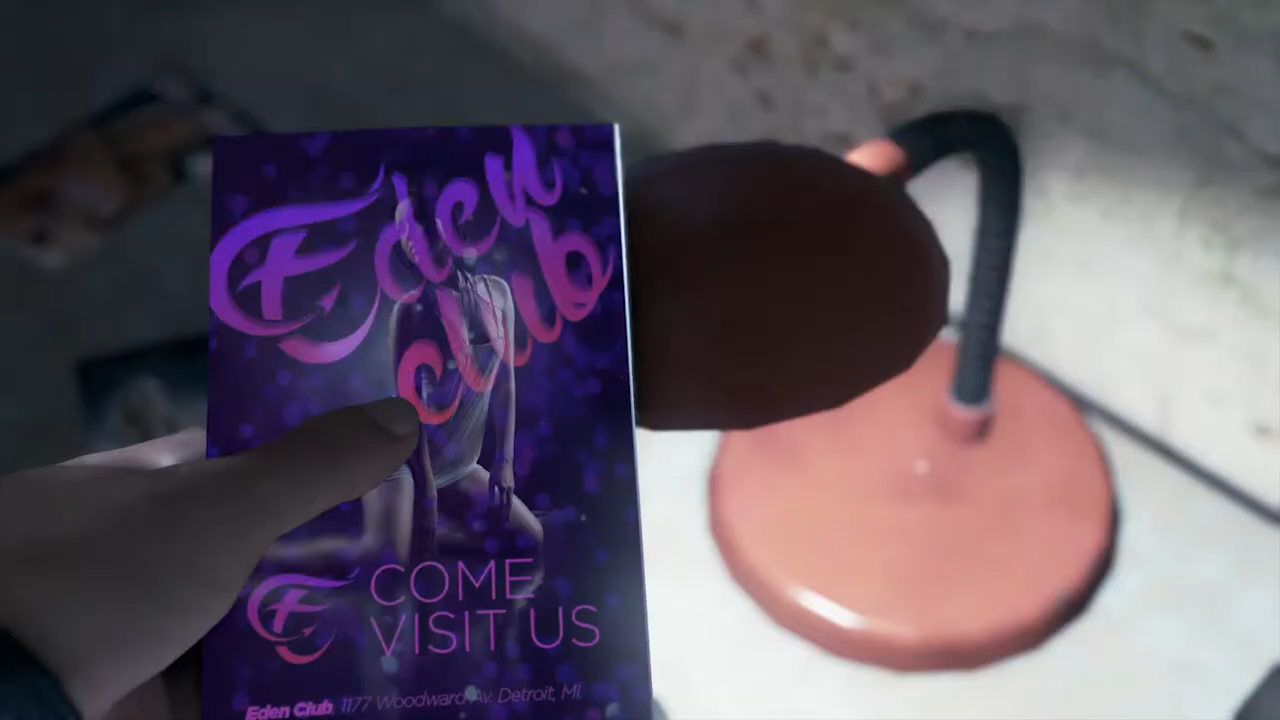 Eden
club
COME
VISIT US
Eden Club, 1177 Woodward Av. Detroit, MI.